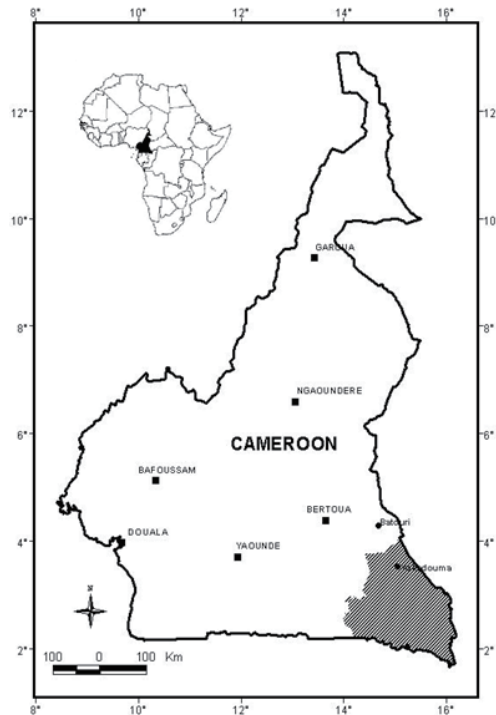 8° 10° 12° 14° 16°
12°
10°
GAROUA
8°
NGAOUNDERE
6°
CAMEROON
BAFOUSSAM
BERTOUA
Batouri
DOUALA
4°
YAOUNDE
N
2°
100 0 100 Km
8° 10° 12° 14° 16°
12°
10°
8°
6°
4°
2°